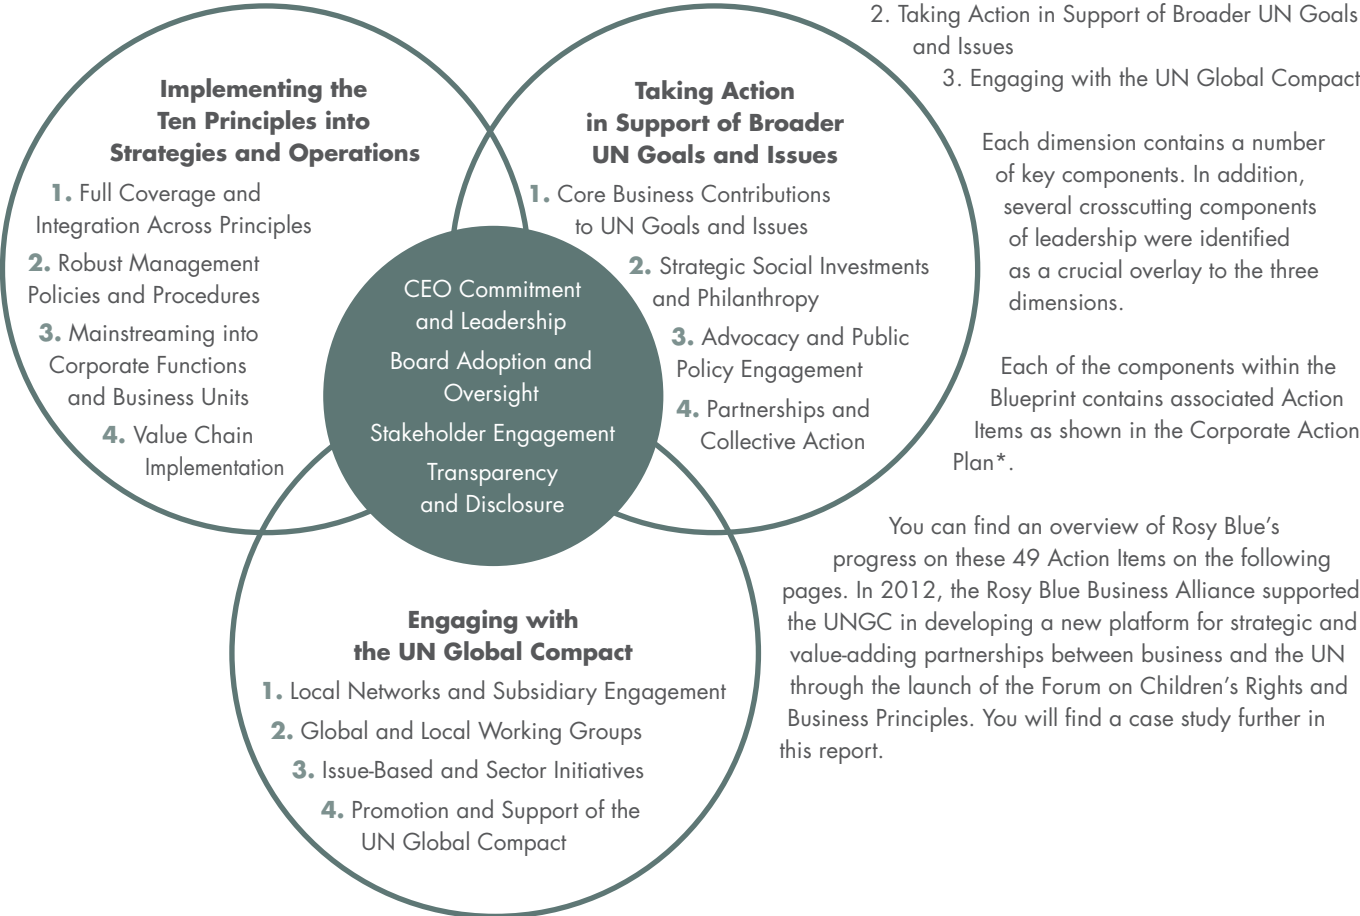 Implementing the
Ten Principles into
Strategies and Operations
1. Full Coverage and
Integration Across Principles
2. Robust Management
Policies and Procedures
3. Mainstreaming into
Corporate Functions
and Business Units
4. Value Chain
Implementation
Taking Action
in Support of Broader
UN Goals and Issues
1. Core Business Contributions
to UN Goals and Issues
2. Strategic Social Investments
and Philanthropy
3. Advocacy and Public
Policy Engagement
4. Partnerships and
Collective Action
CEO Commitment
and Leadership
Board Adoption and
Oversight
Stakeholder Engagement
Transparency
and Disclosure
Engaging with
the UN Global Compact
1. Local Networks and Subsidiary Engagement
2. Global and Local Working Groups
3. Issue-Based and Sector Initiatives
4. Promotion and Support of the
UN Global Compact
2. Taking Action in Support of Broader UN Goals
and Issues
3. Engaging with the UN Global Compact
Each dimension contains a number
of key components. In addition,
several crosscutting components
of leadership were identified
as a crucial overlay to the three
dimensions.
Each of the components within the
Blueprint contains associated Action
Items as shown in the Corporate Action
Plan*.
You can find an overview of Rosy Blue’s
progress on these 49 Action Items on the following
pages. In 2012, the Rosy Blue Business Alliance supported
the UNGC in developing a new platform for strategic and
value-adding partnerships between business and the UN
through the launch of the Forum on Children’s Rights and
Business Principles. You will find a case study further in
this report.